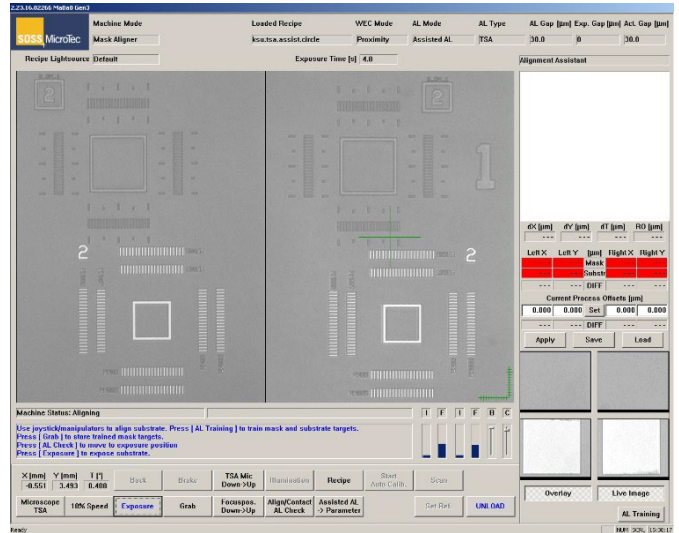 2.23.16.02266 MaBa8 Gen3
SUSS MicroTec
Machine Mode Loaded Recipe WEC Mode AL Mode AL Type AL Gap [µm] Exp. Gap [µm] Act. Gap [µm]
Mask Aligner ksu.tsa.assist.circle Proximity Assisted AL TSA 30.0 0 30.0
Recipe Lightsource Default Exposure Time [s] 4.0 Alignment Assistant
2 2
1
2 2
dX [µm] dY [µm] dT [µm] RO [µm]
--- --- --- ---
Left X Left Y [µm] Right X Right Y
Mask
Substr
--- --- DIFF --- ---
Current Process Offsets [µm]
0.000 0.000 Set 0.000 0.000
--- --- DIFF --- ---
Apply Save Load
Machine Status: Aligning I F I F B C
Use joystick/manipulators to align substrate. Press [ AL Training ] to train mask and substrate targets.
Press [ Grab ] to store trained mask targets.
Press [ AL Check ] to move to exposure position
Press [ Exposure ] to expose substrate.
X [mm] Y [mm] T [°] Back Brake TSA Mic Down->Up Illumination Recipe Start Auto Calib. Scan
-0.551 3.493 0.408
Overlay Live Image
Microscope TSA 10% Speed Exposure Grab Focuspos. Down->Up Align/Contact AL Check Assisted AL -> Parameter Set Ref. UNLOAD
AL Training
Ready NUM SCRL 15:36:17